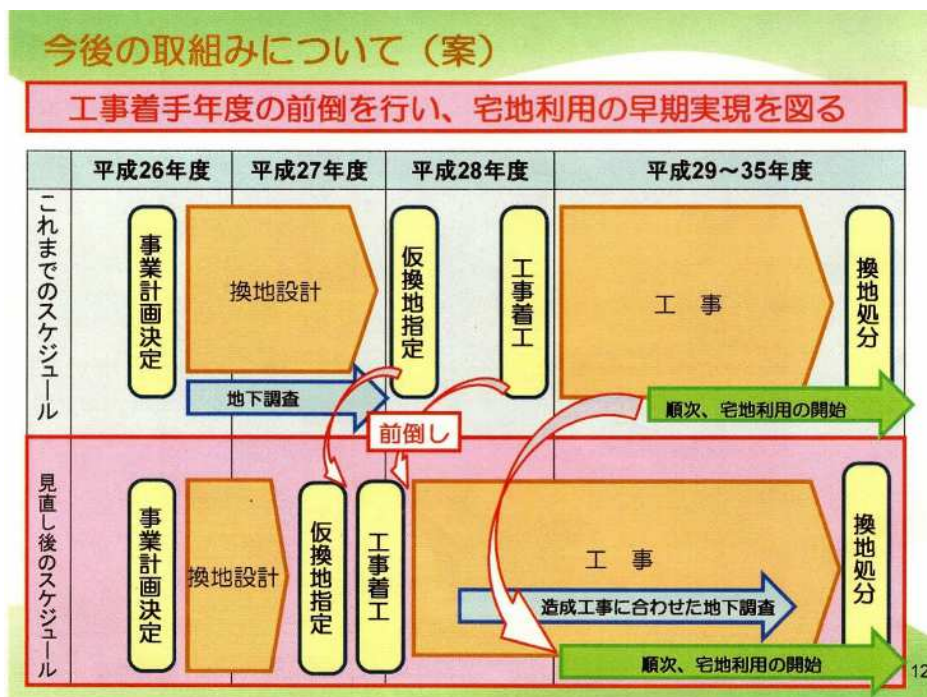 今後の取組みについて（案）
工事着手年度の前倒を行い、宅地利用の早期実現を図る
平成26年度
平成27年度
平成28年度
平成29～35年度
これまでのスケジュール
事業計画決定
換地設計
地下調査
仮換地指定
工事着工
工　事
換地処分
順次、宅地利用の開始
前倒し
見直し後のスケジュール
事業計画決定
換地設計
仮換地指定
工事着工
工　事
造成工事に合わせた地下調査
換地処分
順次、宅地利用の開始
12